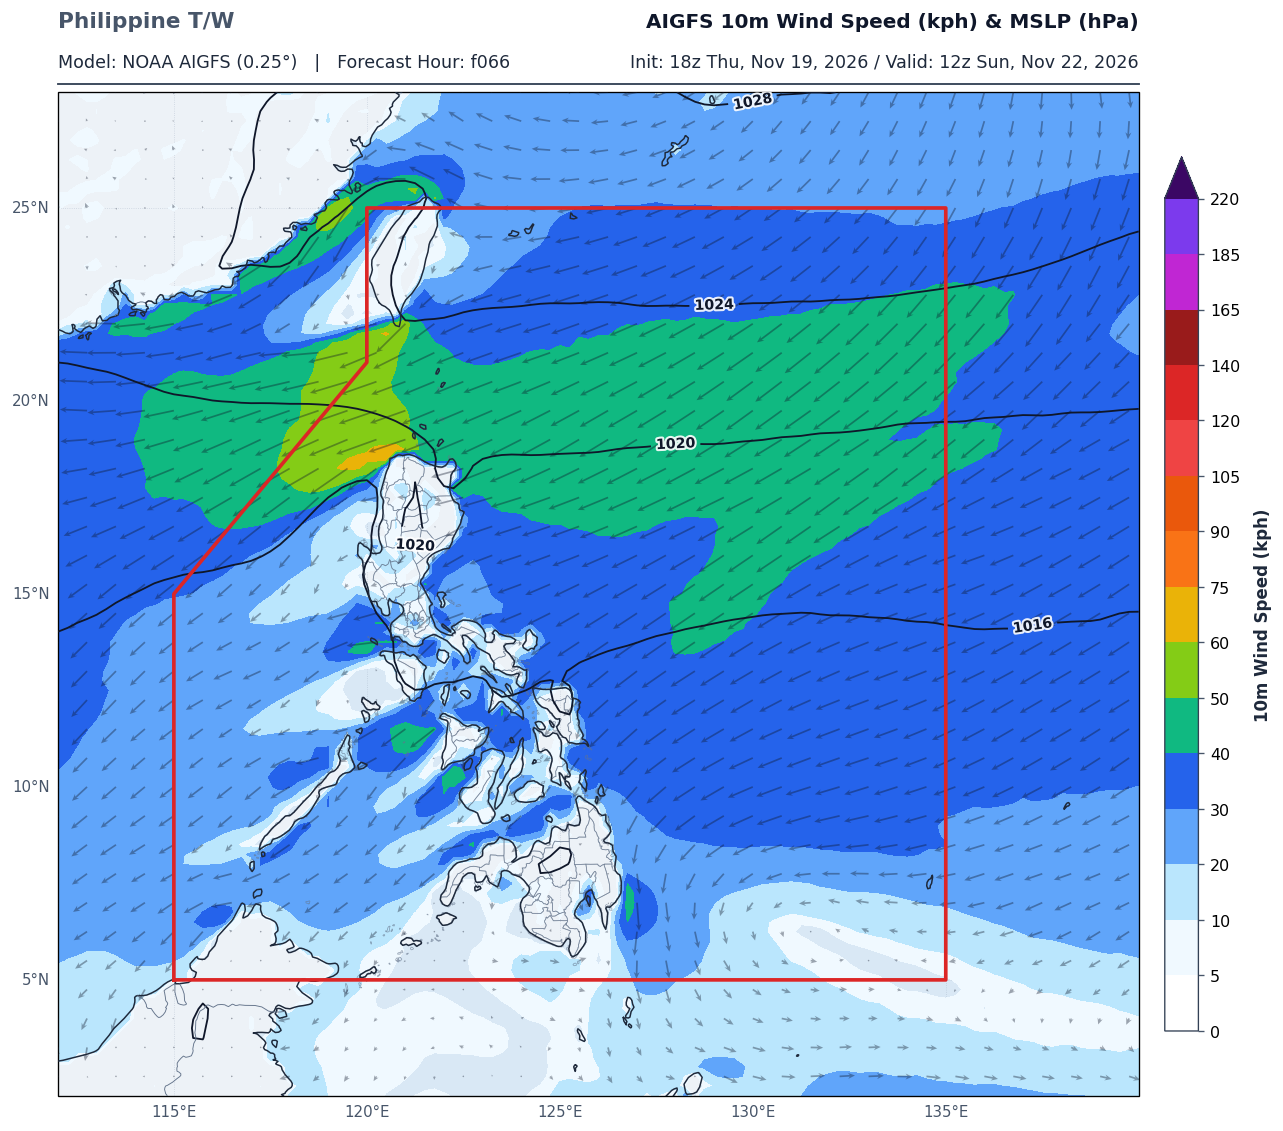 Philippine T/W
AIGFS 10m Wind Speed (kph) & MSLP (hPa)
Model: NOAA AIGFS (0.25°) | Forecast Hour: f066
Init: 18z Thu, Nov 19, 2026 / Valid: 12z Sun, Nov 22, 2026
1028
220
25°N
185
1024
165
140
20°N
120
1020
105
90
1020
75
15°N
1016
60
50
40
10°N
30
20
10
5°N
5
0
10m Wind Speed (kph)
115°E
120°E
125°E
130°E
135°E